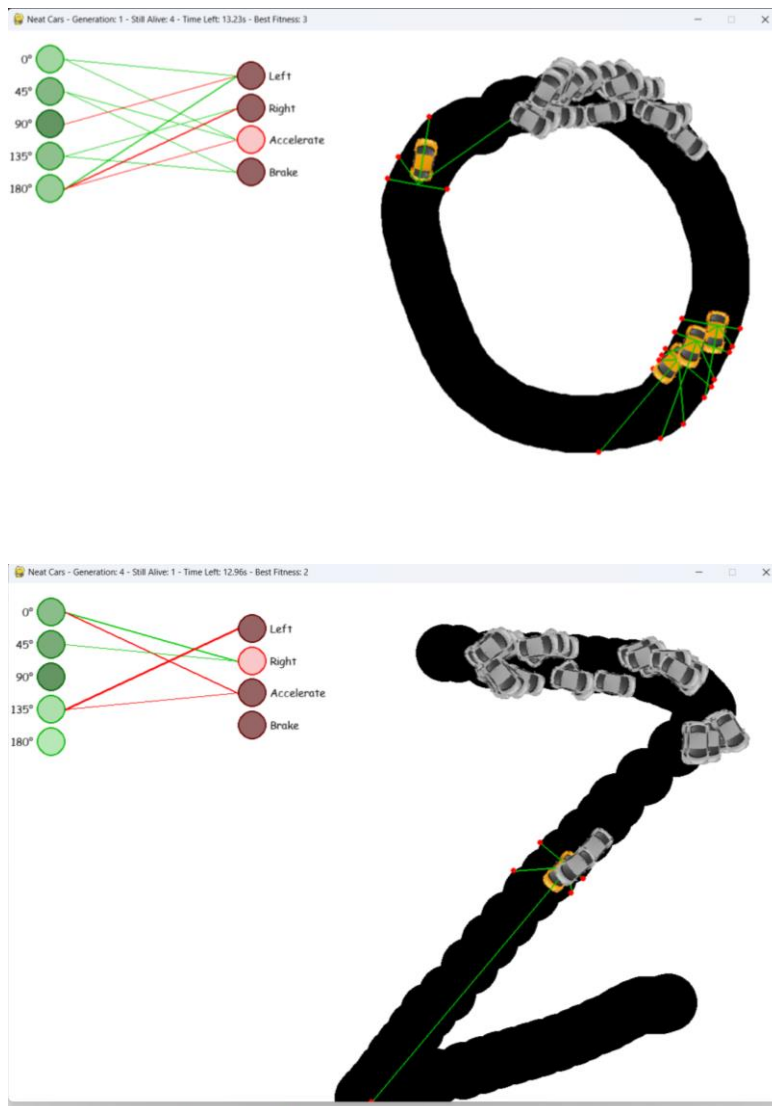 Neat Cars - Generation: 1 - Still Alive: 4 - Time Left: 13.23s - Best Fitness: 3
0°
Left
45°
Right
90°
Accelerate
135°
Brake
180°
Neat Cars - Generation: 4 - Still Alive: 1 - Time Left: 12.96s - Best Fitness: 2
0°
Left
45°
Right
90°
Accelerate
135°
Brake
180°